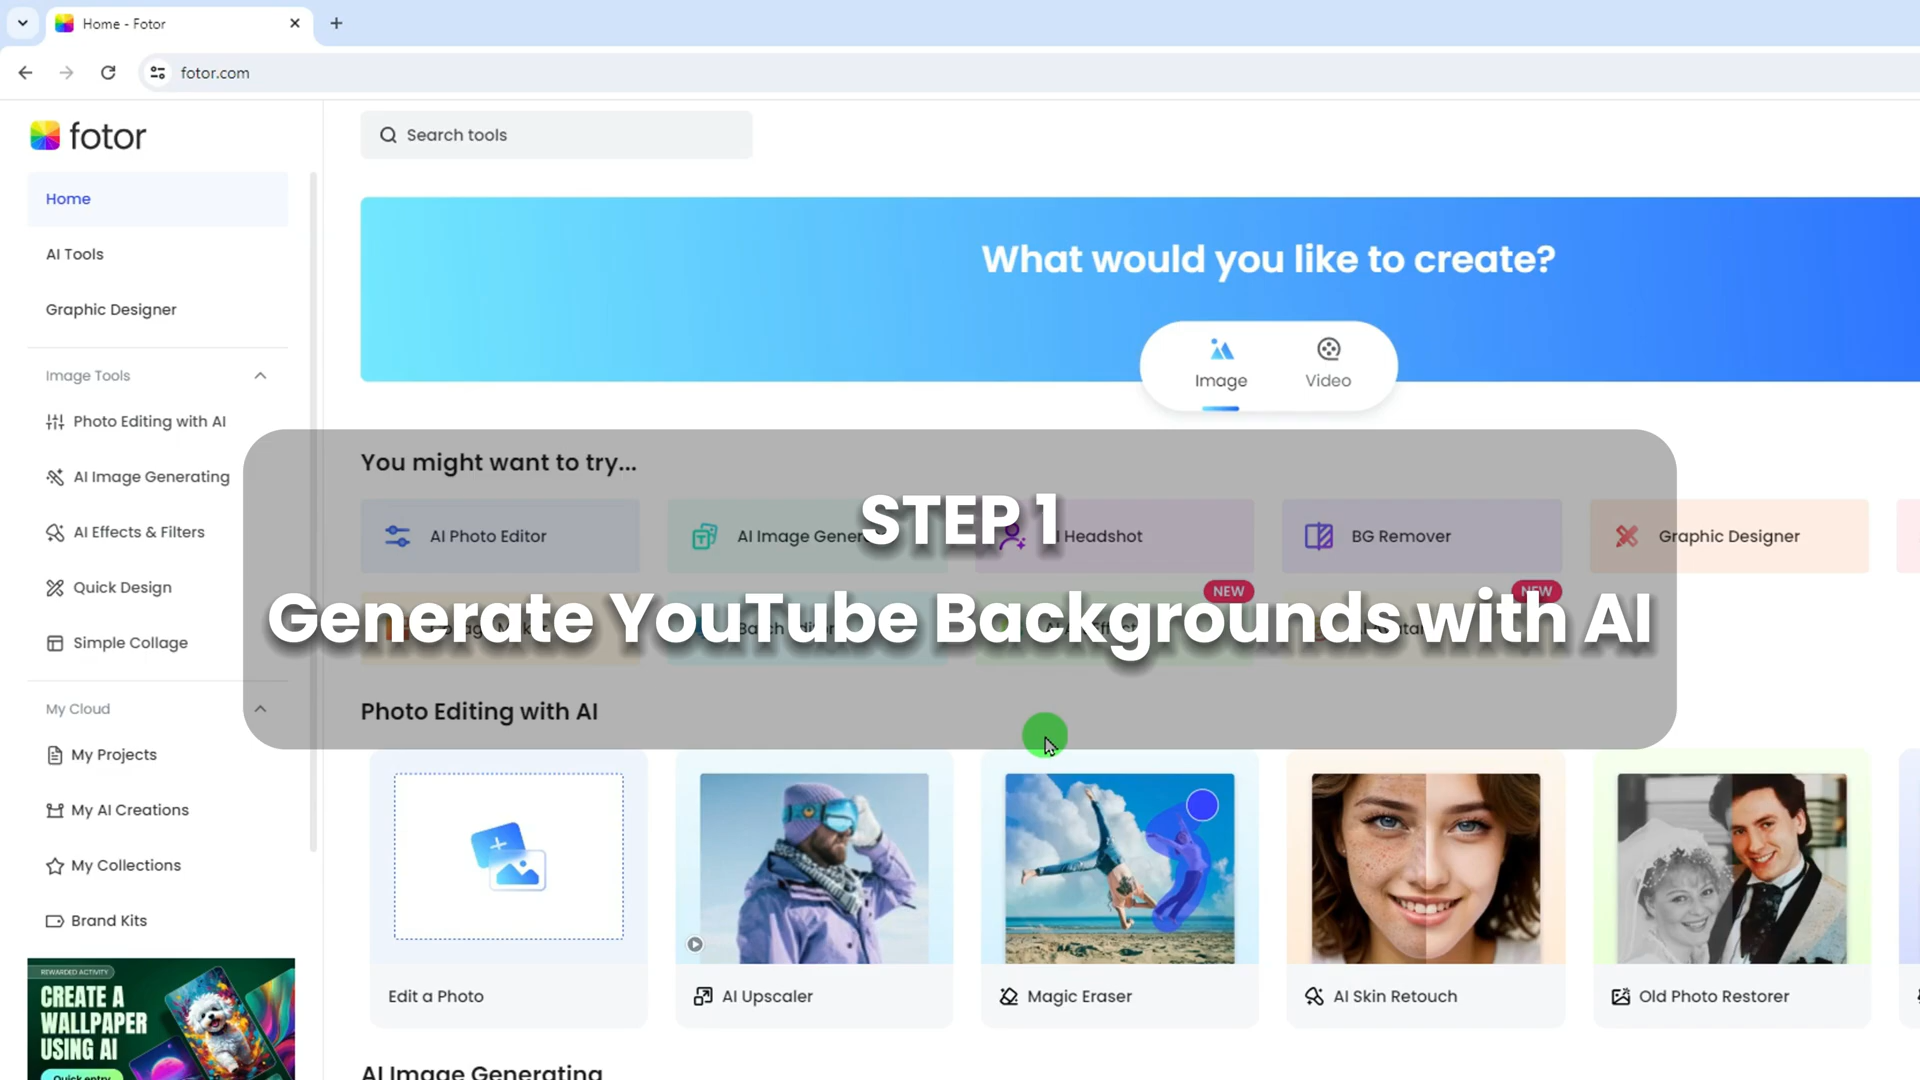 Home - Fotor
fotor.com
fotor
Search tools
Home
AI Tools
Graphic Designer
Image Tools
Photo Editing with AI
AI Image Generating
AI Effects & Filters
Quick Design
Simple Collage
My Cloud
My Projects
My AI Creations
My Collections
Brand Kits
REWARDED ACTIVITY
CREATE A
WALLPAPER
USING AI
Quick entry
What would you like to create?
Image
Video
You might want to try...
AI Photo Editor
AI Image Gener
AI Headshot
BG Remover
Graphic Designer
NEW
NEW
STEP 1
Generate YouTube Backgrounds with AI
Photo Editing with AI
Edit a Photo
AI Upscaler
Magic Eraser
AI Skin Retouch
Old Photo Restorer
AI Image Generating